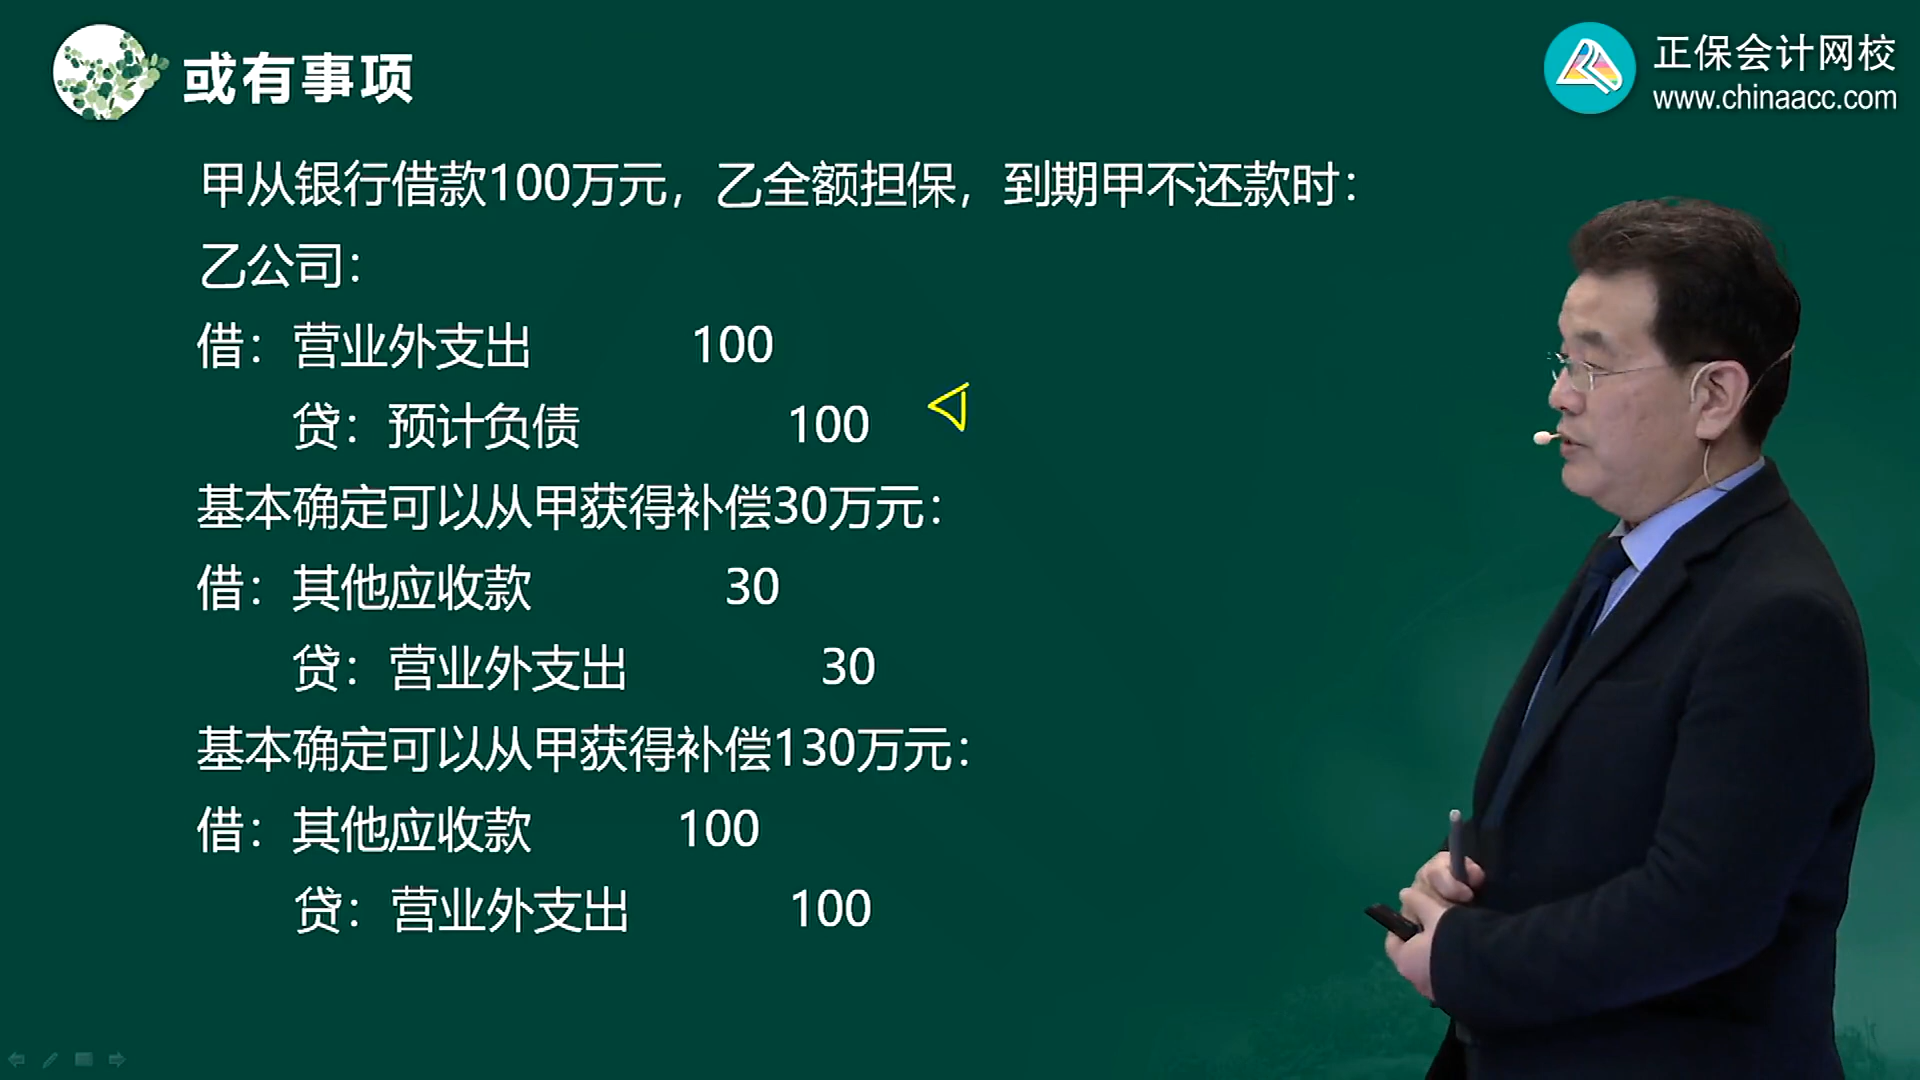 或有事项
正保会计网校
www.chinaacc.com
甲从银行借款100万元，乙全额担保，到期甲不还款时：
乙公司：
借：营业外支出 100
贷：预计负债 100
基本确定可以从甲获得补偿30万元：
借：其他应收款 30
贷：营业外支出 30
基本确定可以从甲获得补偿130万元：
借：其他应收款 100
贷：营业外支出 100